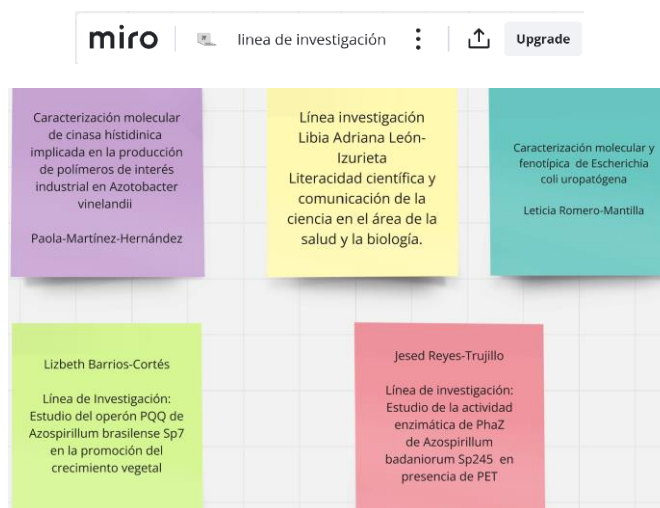 miro
linea de investigación
Upgrade
Caracterización molecular
de cinasa hístidinica
implicada en la producción
de polímeros de interés
industrial en Azotobacter
vinelandii
Paola-Martínez-Hernández
Línea investigación
Libia Adriana León-
Izurieta
Literacidad científica y
comunicación de la
ciencia en el área de la
salud y la biología.
Caracterización molecular y
fenotípica de Escherichia
coli uropatógena
Leticia Romero-Mantilla
Lizbeth Barrios-Cortés
Línea de Investigación:
Estudio del operón PQQ de
Azospirillum brasilense Sp7
en la promoción del
crecimiento vegetal
Jesed Reyes-Trujillo
Línea de investigación:
Estudio de la actividad
enzimática de PhaZ
de Azospirillum
badaniorum Sp245 en
presencia de PET